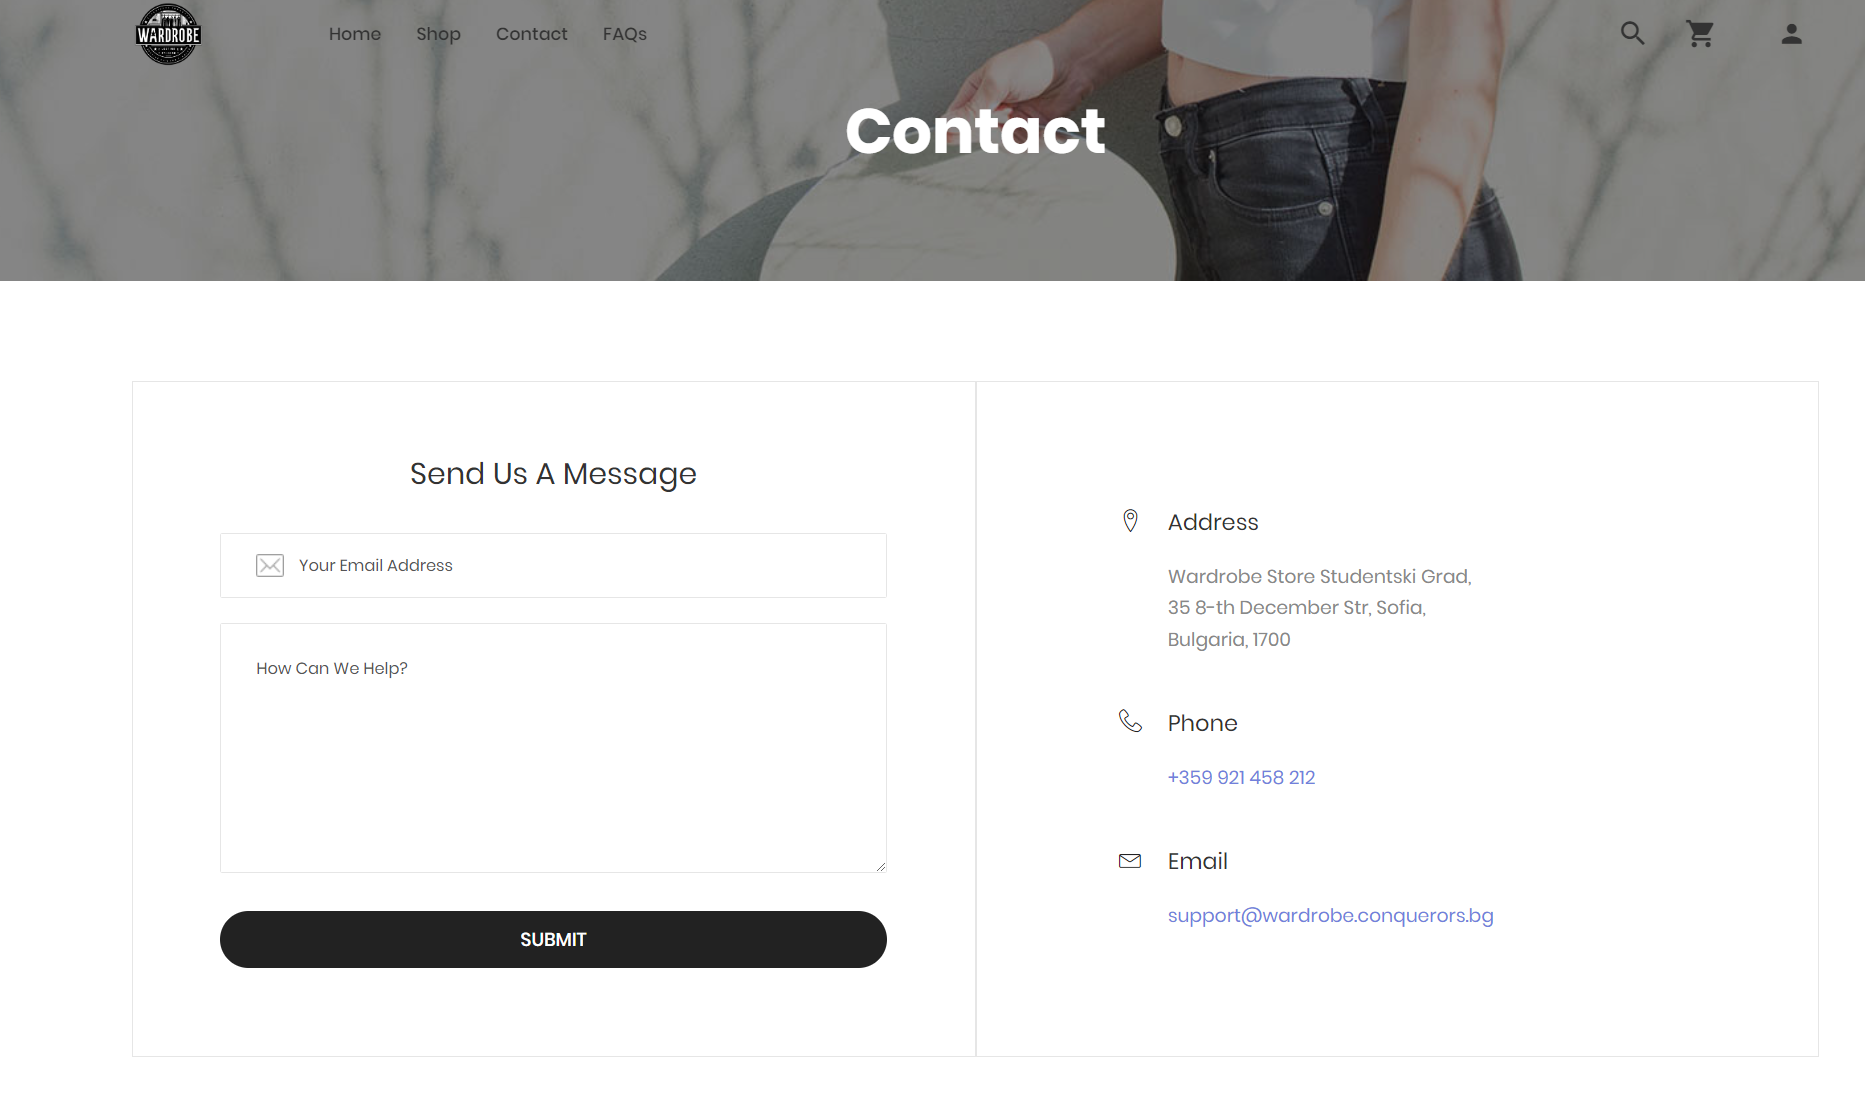 WARDROBE
Home
Shop
Contact
FAQs
Contact
Send Us A Message
Your Email Address
How Can We Help?
SUBMIT
Address
Wardrobe Store Studentski Grad,
35 8-th December Str, Sofia,
Bulgaria, 1700
Phone
+359 921 458 212
Email
support@wardrobe.conquerors.bg